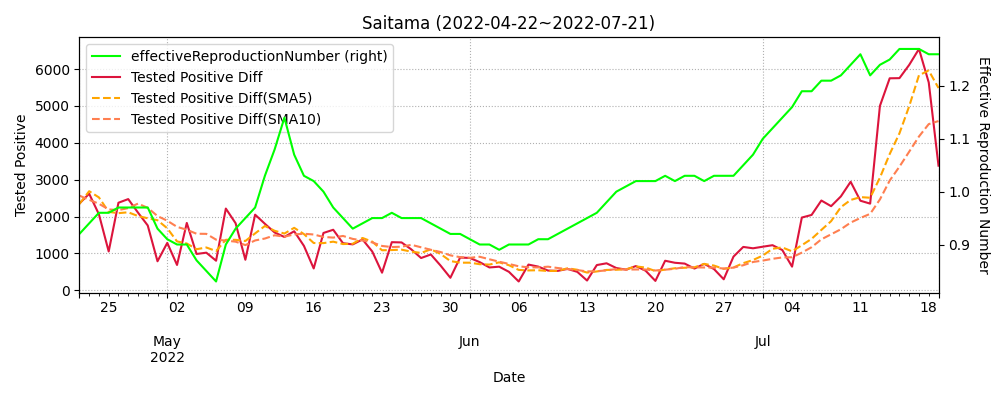 Saitama (2022-04-22~2022-07-21)
effectiveReproductionNumber (right)
Tested Positive Diff
Tested Positive Diff(SMA5)
Tested Positive Diff(SMA10)
Tested Positive
6000
5000
4000
3000
2000
1000
0
1.2
1.1
1.0
0.9
Effective Reproduction Number
25 02 09 16 23 30 06 13 20 27 04 11 18
May Jun Jul
2022
Date